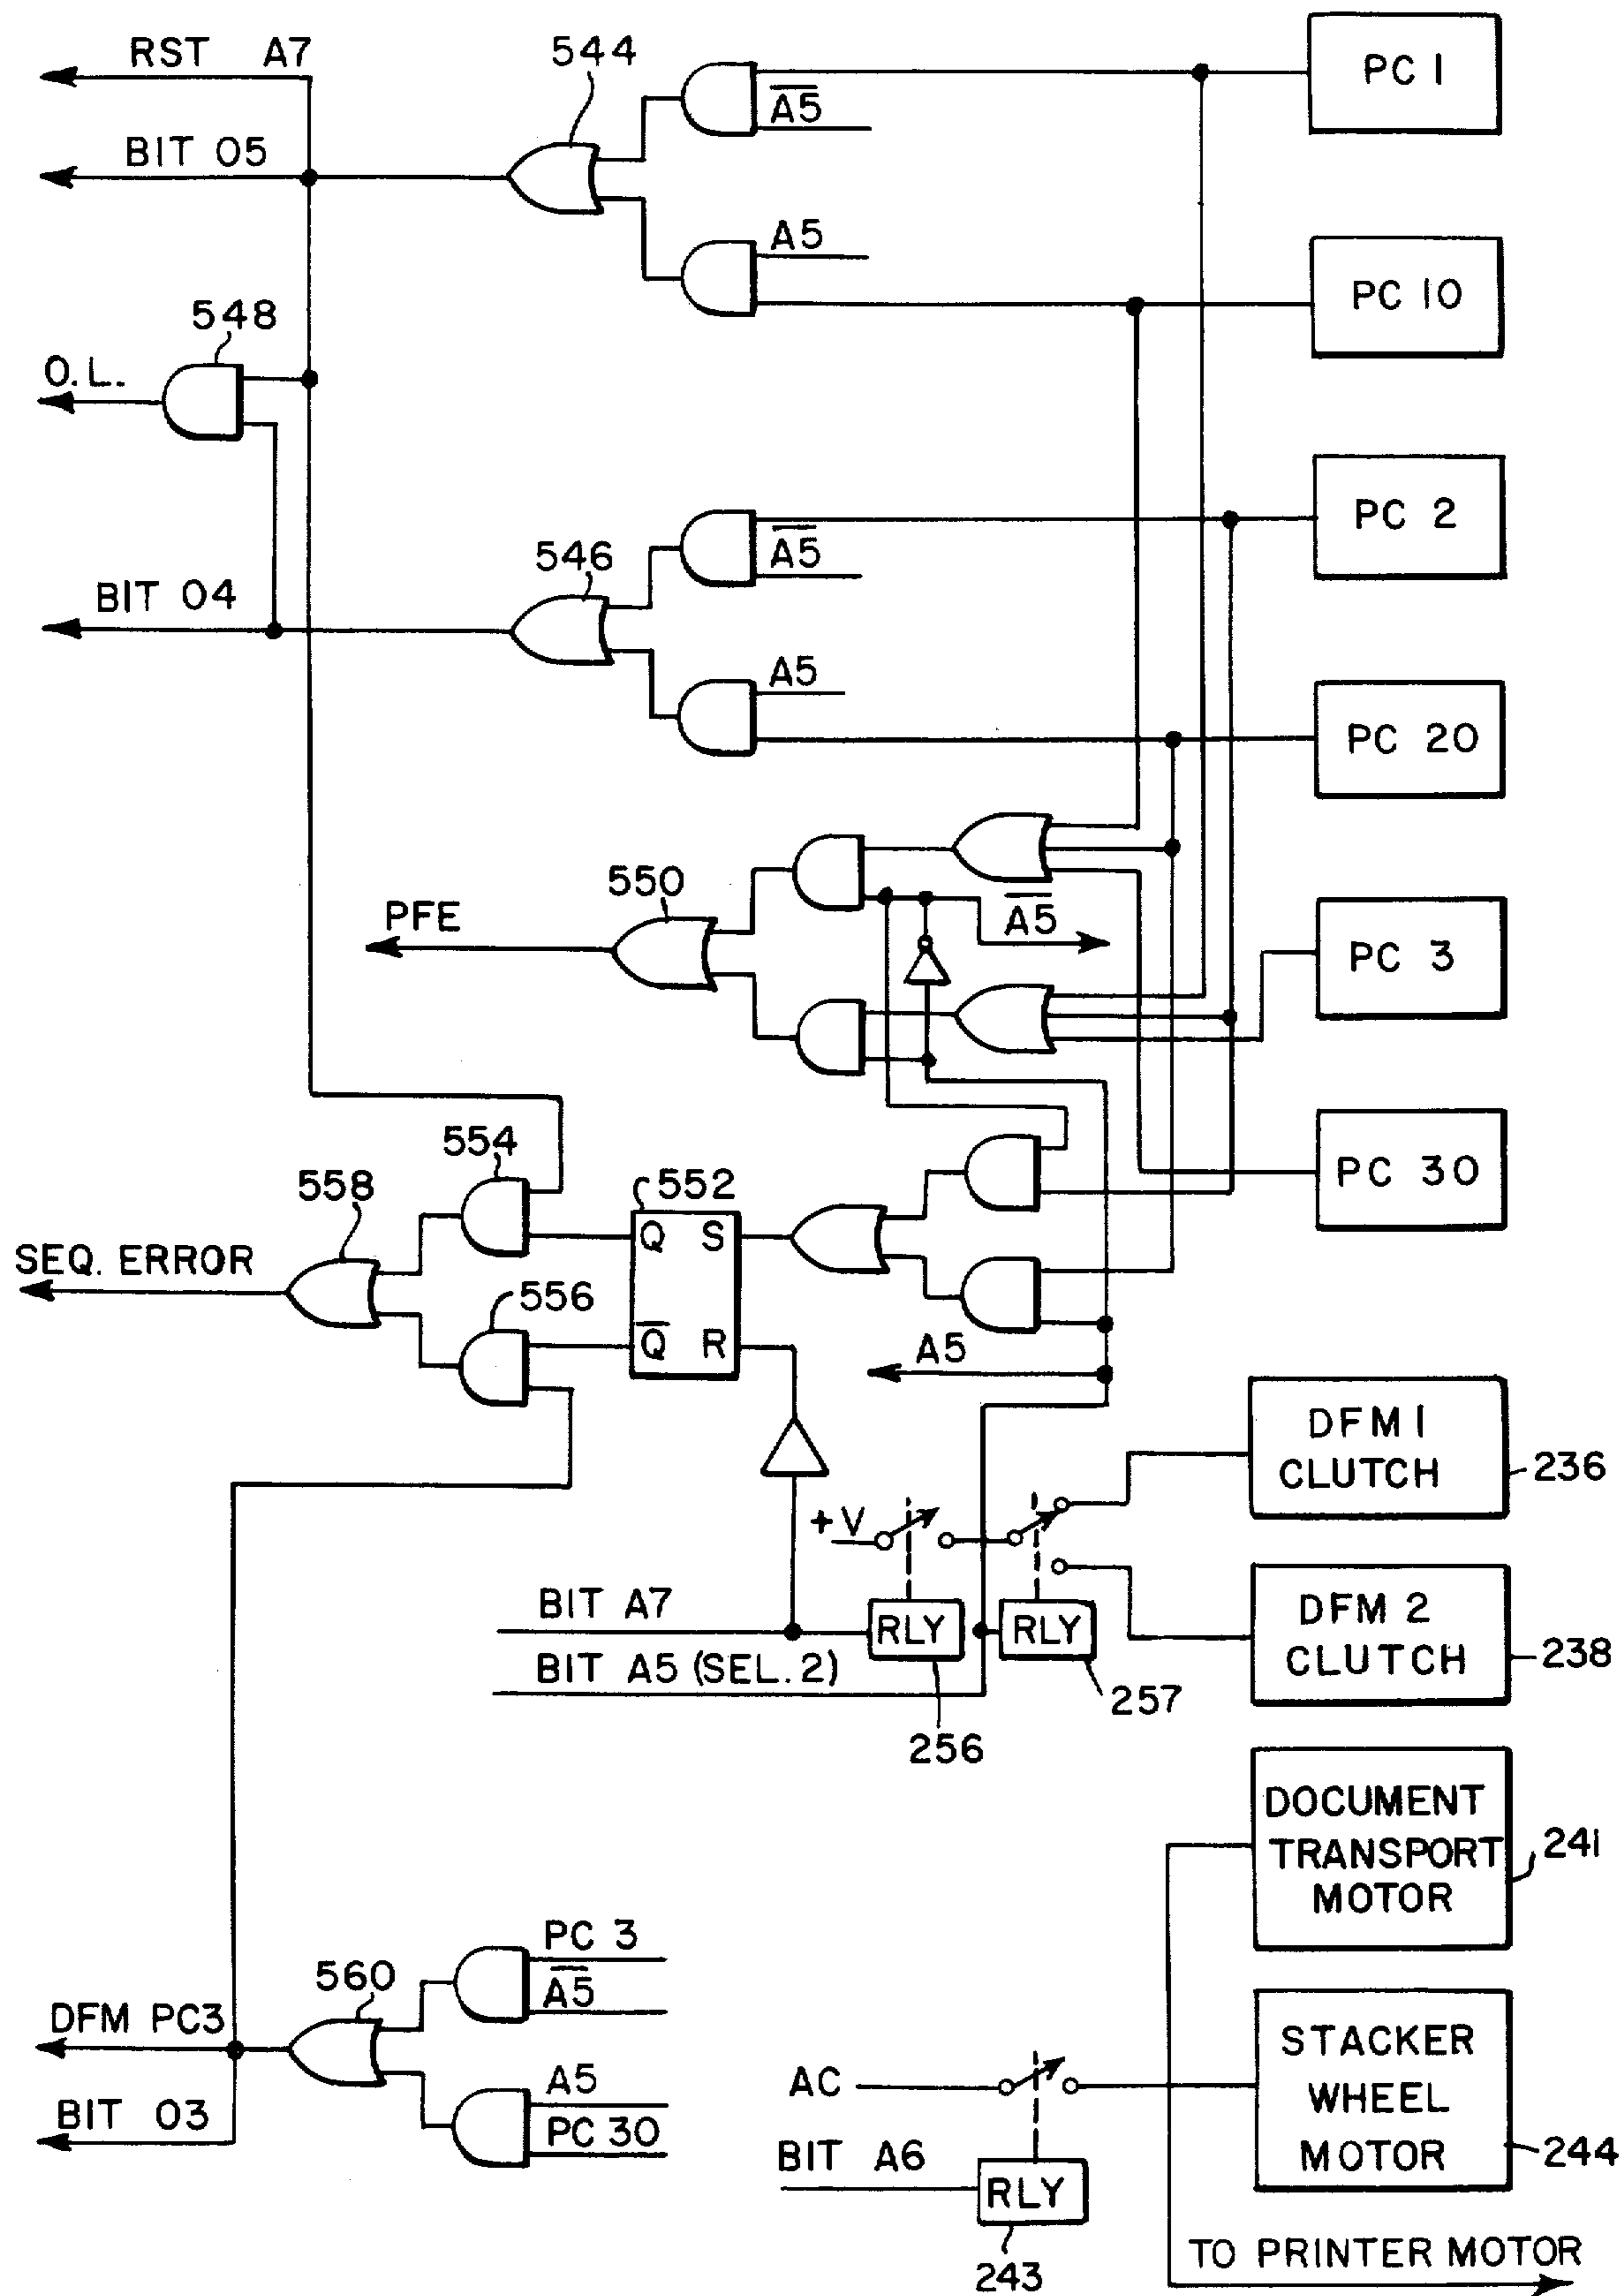 RST A7
544
PC 1
A̅5̅
BIT 05
A5
PC 10
548
O.L.
PC 2
A̅5̅
546
BIT 04
A5
PC 20
550
PFE
A̅5̅
PC 3
554
558
552
PC 30
Q S
SEQ. ERROR
556
Q̅ R
A5
DFM 1
CLUTCH
236
+V
BIT A7
RLY
RLY
DFM 2
CLUTCH
238
BIT A5 (SEL. 2)
257
256
DOCUMENT
TRANSPORT
MOTOR
241
PC 3
A̅5̅
560
DFM PC3
A5
PC 30
BIT 03
STACKER
WHEEL
MOTOR
244
AC
BIT A6
RLY
243
TO PRINTER MOTOR